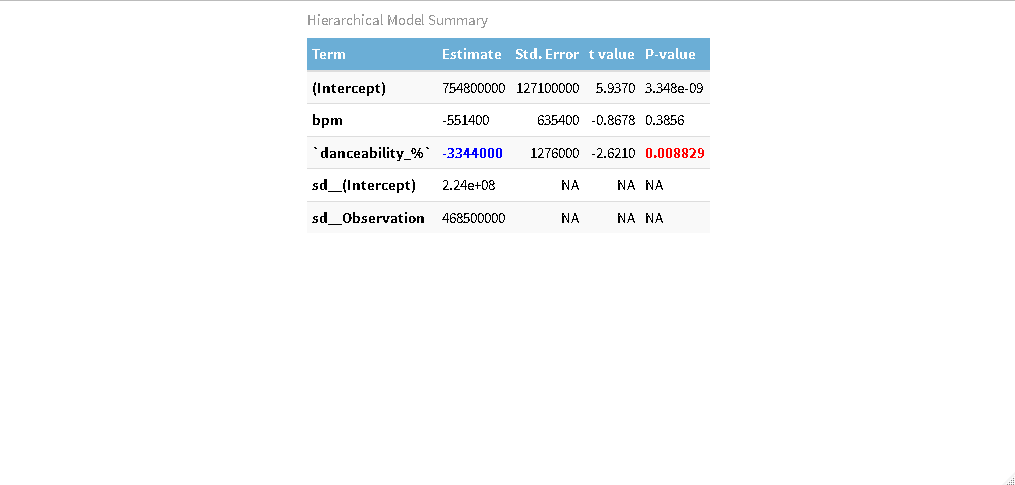 Hierarchical Model Summary
Term Estimate Std. Error t value P-value
(Intercept) 754800000 127100000 5.9370 3.348e-09
bpm -551400 635400 -0.8678 0.3856
`danceability_%` -3344000 1276000 -2.6210 0.008829
sd__(Intercept) 2.24e+08 NA NA NA
sd__Observation 468500000 NA NA NA